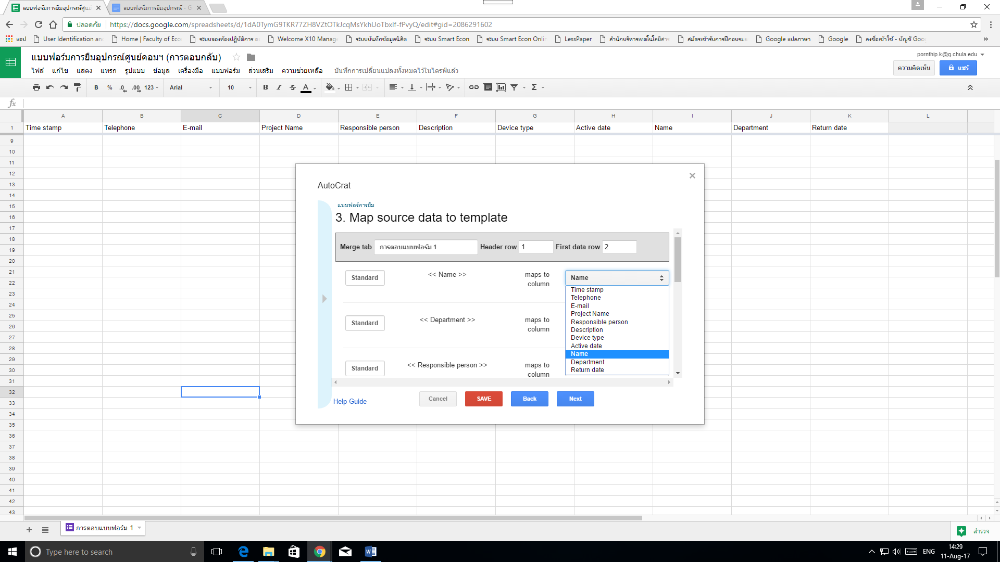 แบบฟอร์มการยืมอุปกรณ์ศูนย์
แบบฟอร์มการยืมอุปกรณ์ - G
ปลอดภัย https://docs.google.com/spreadsheets/d/1dA0TymG9TKR77ZH8VZtOTkJcqMsYkhUoTbxlf-fPvyQ/edit#gid=2086291602
แอป User Identification an Home | Faculty of Eco ระบบจองห้องปฏิบัติการ อ Welcome X10 Manag ระบบบันทึกข้อมูลนิสิต ระบบ Smart Econ ระบบ Smart Econ Onli LessPaper สำนักบริหารเทคโนโลยีสาร สมัครเข้ารับการฝึกอบรม Google แปลภาษา Google ลงชื่อเข้าใช้ - บัญชี Goo »
แบบฟอร์มการยืมอุปกรณ์ศูนย์คอมฯ (การตอบกลับ)
pornthip.k@g.chula.edu
ไฟล์ แก้ไข แสดง แทรก รูปแบบ ข้อมูล เครื่องมือ แบบฟอร์ม ส่วนเสริม ความช่วยเหลือ บันทึกการเปลี่ยนแปลงทั้งหมดไว้ในไดรฟ์แล้ว
ความคิดเห็น แชร์
B % .0 .00 123 Arial 10 B I S A Σ
fx
A B C D E F G H I J K L
1 Time stamp Telephone E-mail Project Name Responsible person Description Device type Active date Name Department Return date
9
10
11
12
13
14
15
16
17
18
19
20
21
22
23
24
25
26
27
28
29
30
31
32
33
34
35
36
37
38
39
40
41
42
43
AutoCrat
แบบฟอร์การยืม
3. Map source data to template
Merge tab การตอบแบบฟอร์ม 1 Header row 1 First data row 2
Standard << Name >> maps to column Name
Time stamp
Telephone
E-mail
Project Name
Responsible person
Description
Device type
Active date
Name
Department
Return date
Standard << Department >> maps to column
Standard << Responsible person >> maps to column
Help Guide Cancel SAVE Back Next
การตอบแบบฟอร์ม 1
สำรวจ
Type here to search
ENG 14:29
11-Aug-17